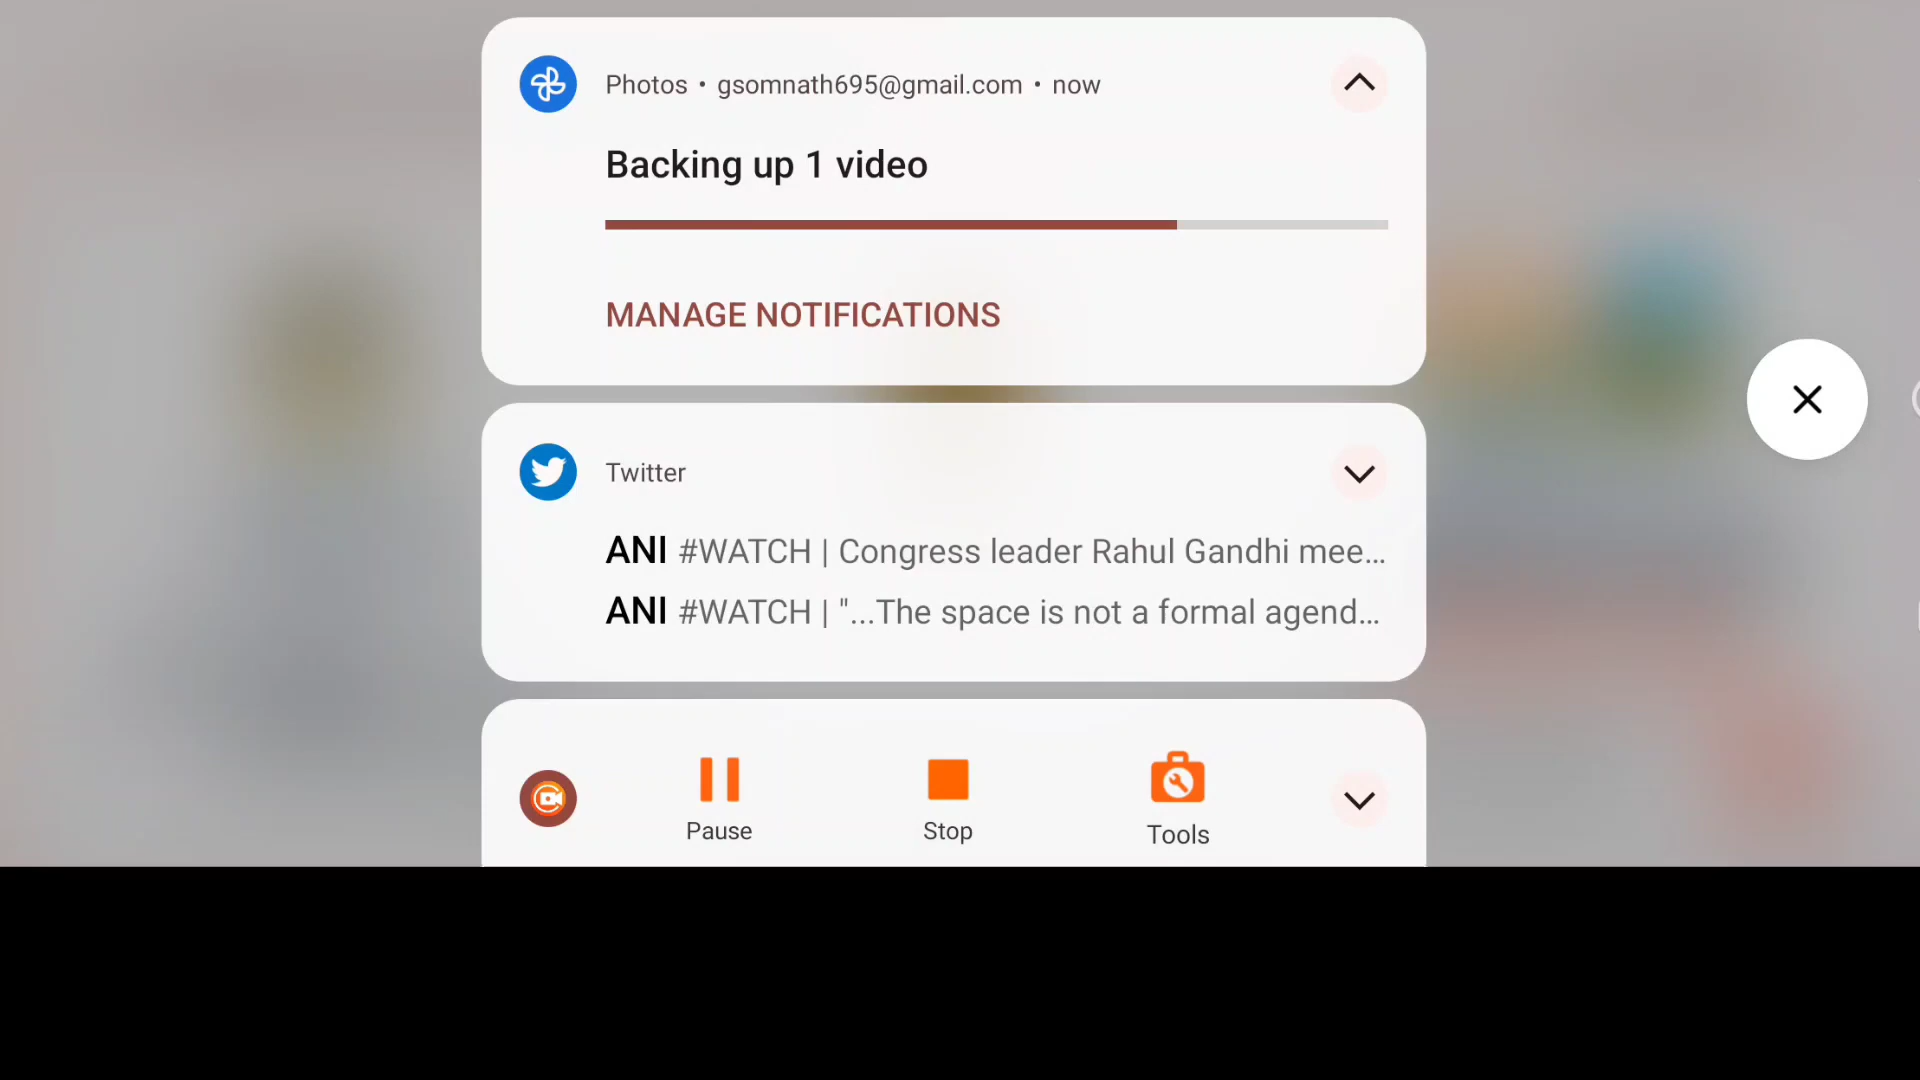 Photos • gsomnath695@gmail.com • now
Backing up 1 video
MANAGE NOTIFICATIONS
Twitter
ANI #WATCH | Congress leader Rahul Gandhi mee...
ANI #WATCH | "...The space is not a formal agend...
Pause Stop Tools